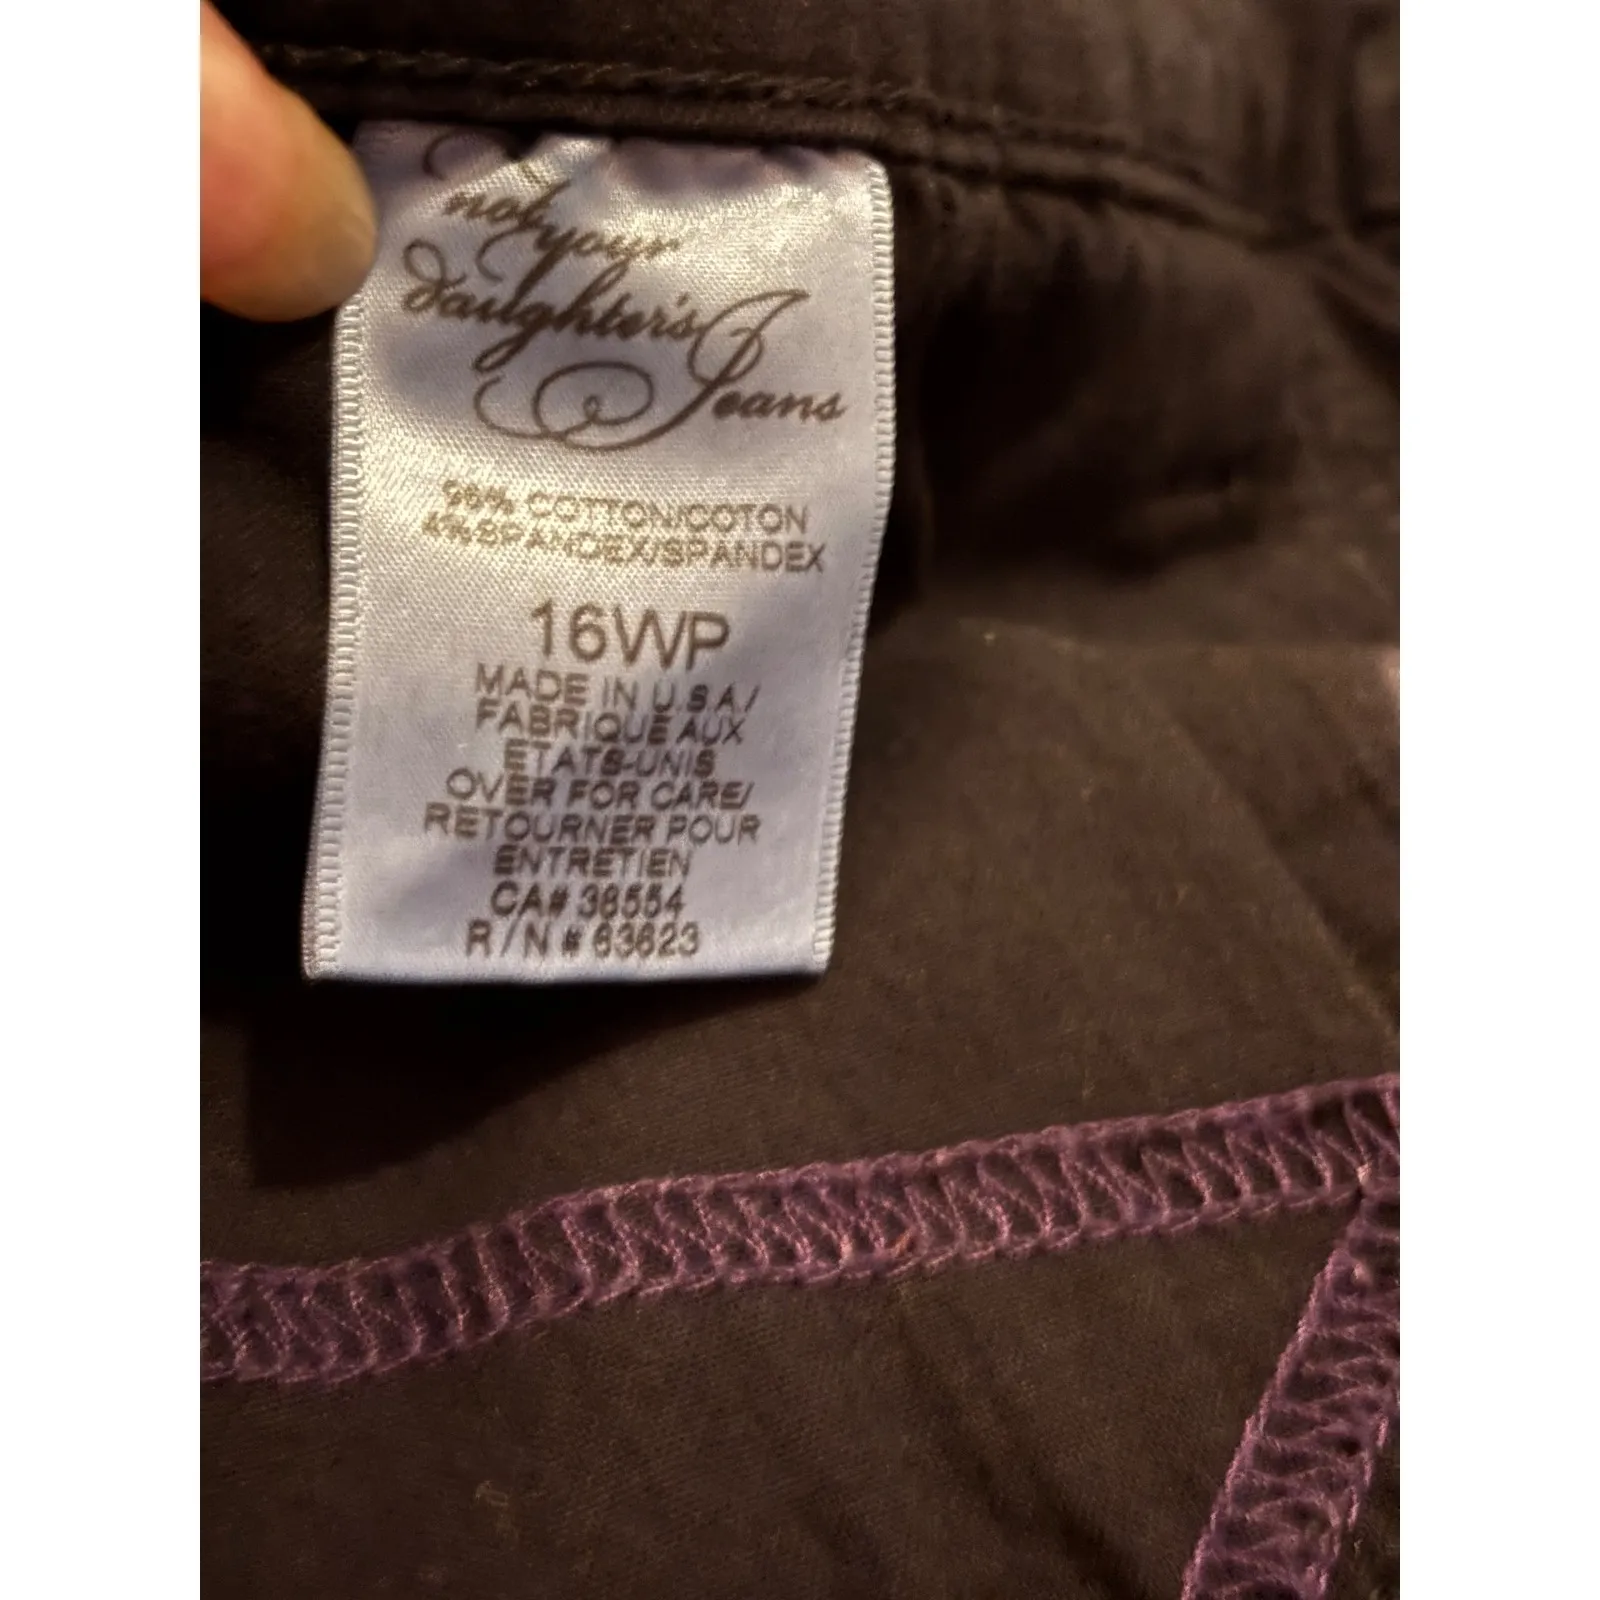 not your
daughter's
Jeans
96% COTTON/COTON
4% SPANDEX/SPANDEX
16WP
MADE IN U.S.A/
FABRIQUE AUX
ETATS-UNIS
OVER FOR CARE/
RETOURNER POUR
ENTRETIEN
CA# 38554
R/N # 63623